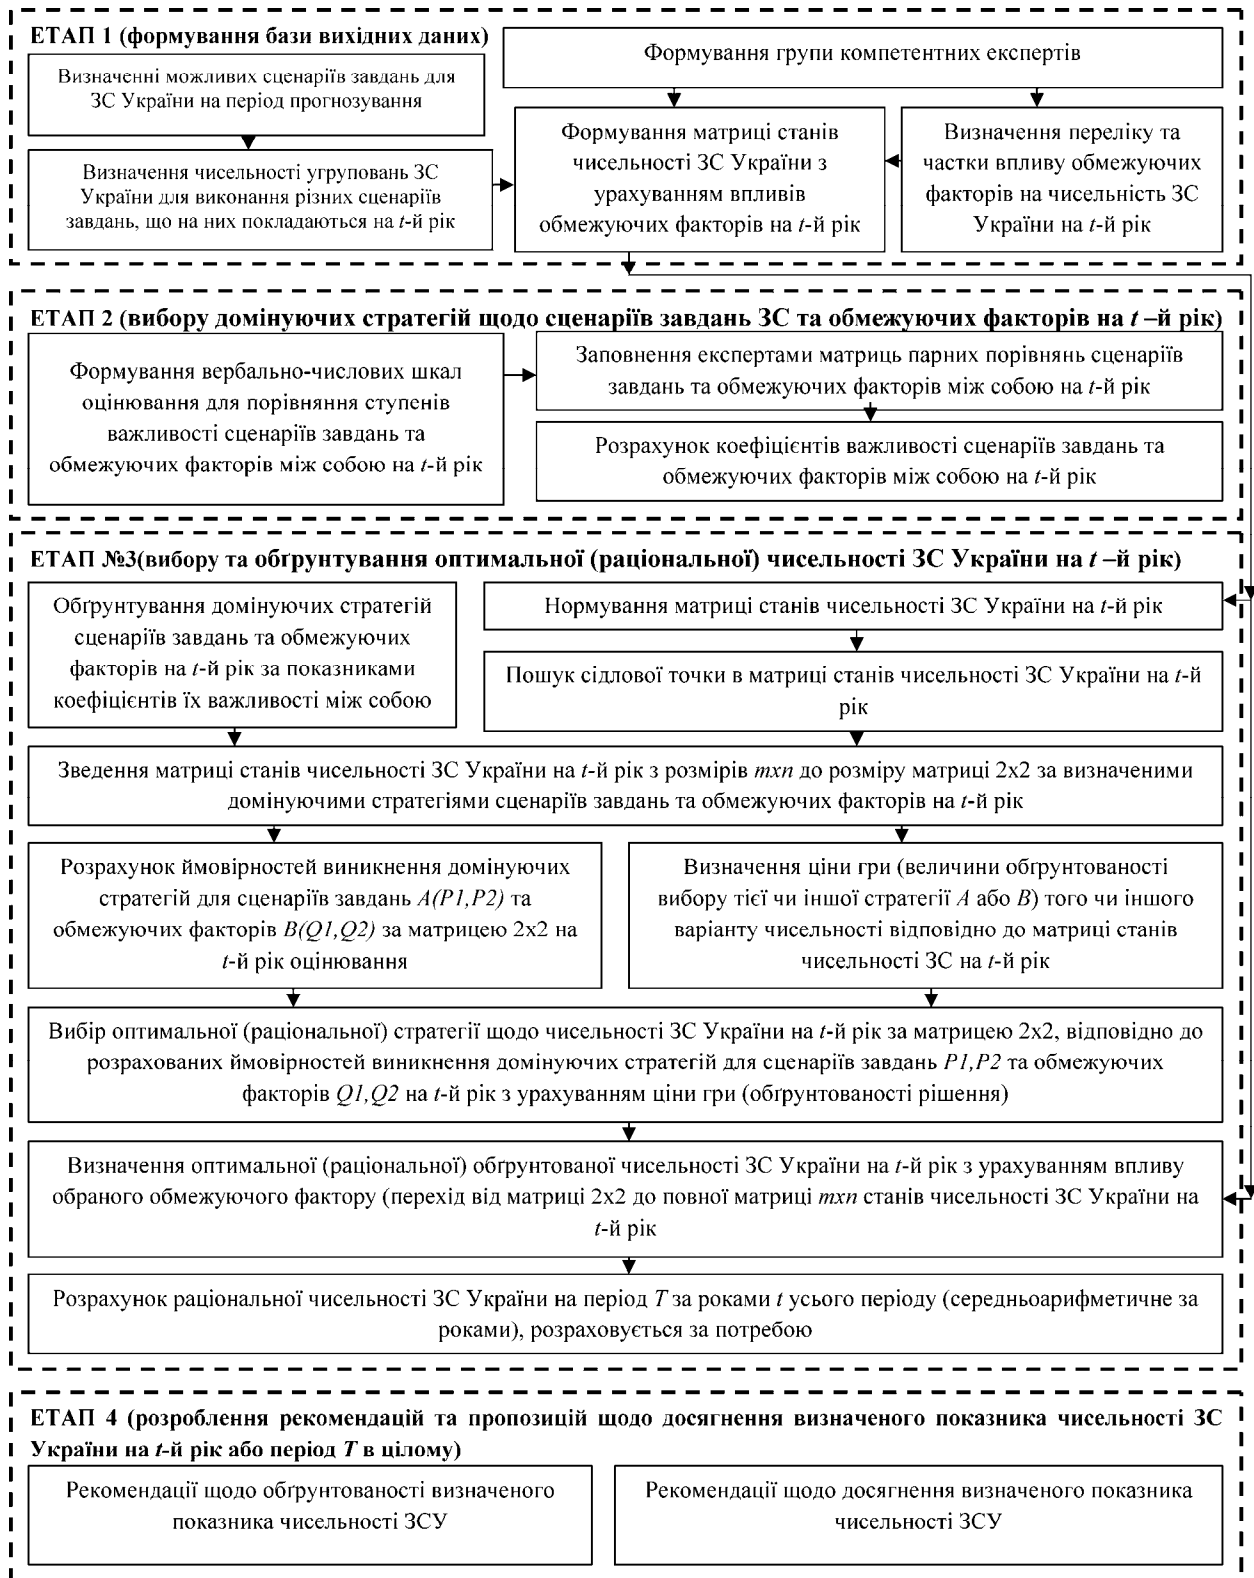 ЕТАП 1 (формування бази вихідних даних)
Визначенні можливих сценаріїв завдань для
ЗС України на період прогнозування
Формування групи компетентних експертів
Визначення чисельності угруповань ЗС
України для виконання різних сценаріїв
завдань, що на них покладаються на t-й рік
Формування матриці станів
чисельності ЗС України з
урахуванням впливів
обмежуючих факторів на t-й рік
Визначення переліку та
частки впливу обмежуючих
факторів на чисельність ЗС
України на t-й рік
ЕТАП 2 (вибору домінуючих стратегій щодо сценаріїв завдань ЗС та обмежуючих факторів на t –й рік)
Формування вербально-числових шкал
оцінювання для порівняння ступенів
важливості сценаріїв завдань та
обмежуючих факторів між собою на t-й рік
Заповнення експертами матриць парних порівнянь сценаріїв
завдань та обмежуючих факторів між собою на t-й рік
Розрахунок коефіцієнтів важливості сценаріїв завдань та
обмежуючих факторів між собою на t-й рік
ЕТАП №3(вибору та обґрунтування оптимальної (раціональної) чисельності ЗС України на t –й рік)
Обґрунтування домінуючих стратегій
сценаріїв завдань та обмежуючих
факторів на t-й рік за показниками
коефіцієнтів їх важливості між собою
Нормування матриці станів чисельності ЗС України на t-й рік
Пошук сідлової точки в матриці станів чисельності ЗС України на t-й
рік
Зведення матриці станів чисельності ЗС України на t-й рік з розмірів mxn до розміру матриці 2х2 за визначеними
домінуючими стратегіями сценаріїв завдань та обмежуючих факторів на t-й рік
Розрахунок ймовірностей виникнення домінуючих
стратегій для сценаріїв завдань A(P1,P2) та
обмежуючих факторів B(Q1,Q2) за матрицею 2х2 на
t-й рік оцінювання
Визначення ціни гри (величини обґрунтованості
вибору тієї чи іншої стратегії A або B) того чи іншого
варіанту чисельності відповідно до матриці станів
чисельності ЗС на t-й рік
Вибір оптимальної (раціональної) стратегії щодо чисельності ЗС України на t-й рік за матрицею 2х2, відповідно до
розрахованих ймовірностей виникнення домінуючих стратегій для сценаріїв завдань P1,P2 та обмежуючих
факторів Q1,Q2 на t-й рік з урахуванням ціни гри (обґрунтованості рішення)
Визначення оптимальної (раціональної) обґрунтованої чисельності ЗС України на t-й рік з урахуванням впливу
обраного обмежуючого фактору (перехід від матриці 2х2 до повної матриці mxn станів чисельності ЗС України на
t-й рік
Розрахунок раціональної чисельності ЗС України на період T за роками t усього періоду (середньоарифметичне за
роками), розраховується за потребою
ЕТАП 4 (розроблення рекомендацій та пропозицій щодо досягнення визначеного показника чисельності ЗС
України на t-й рік або період T в цілому)
Рекомендації щодо обґрунтованості визначеного
показника чисельності ЗСУ
Рекомендації щодо досягнення визначеного показника
чисельності ЗСУ